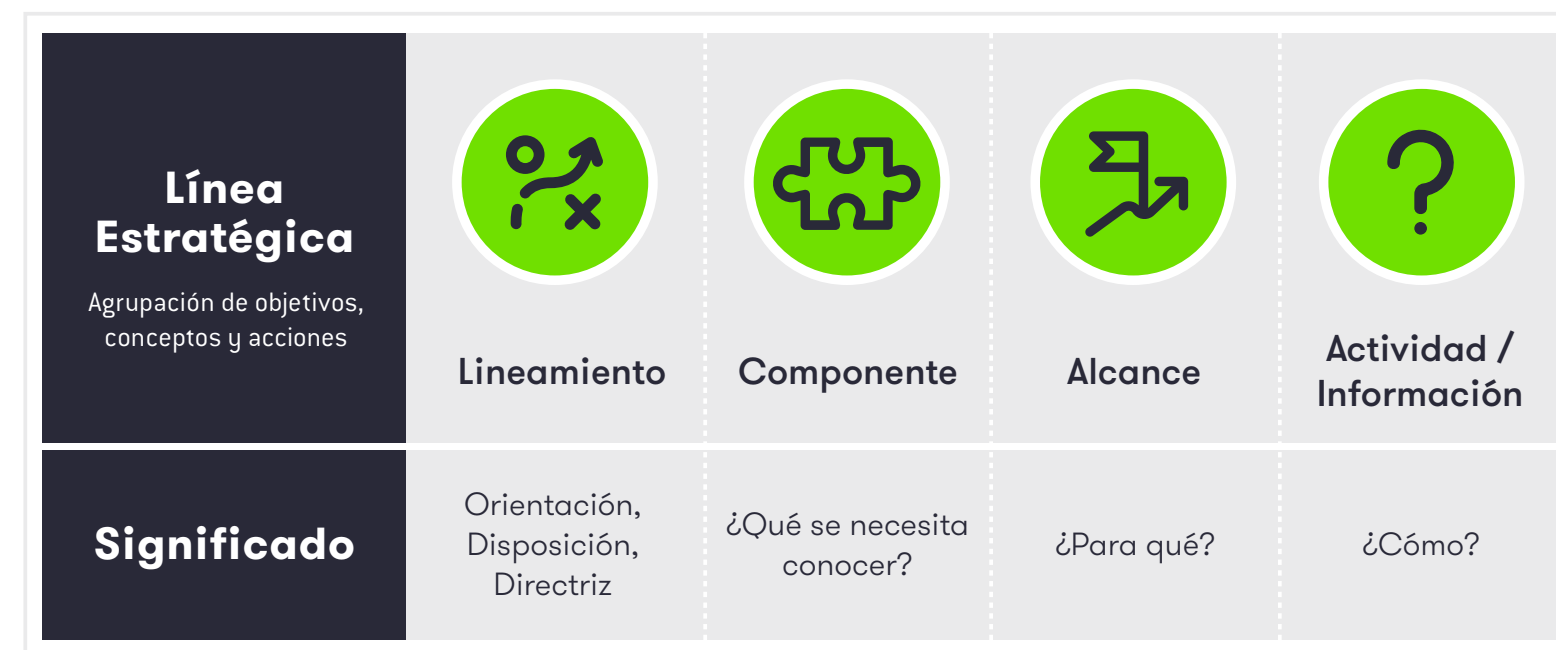 Línea
Estratégica
Agrupación de objetivos,
conceptos y acciones
Lineamiento
Componente
Alcance
Actividad /
Información
Significado
Orientación,
Disposición,
Directriz
¿Qué se necesita
conocer?
¿Para qué?
¿Cómo?